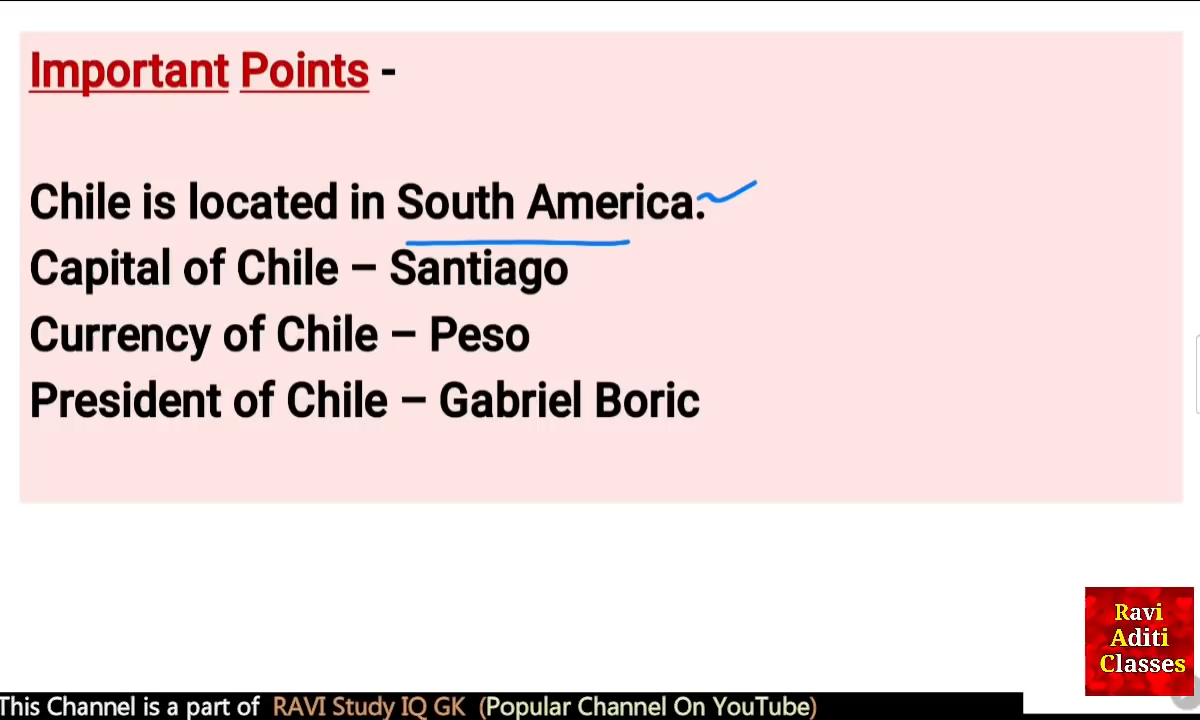 Important Points -
Chile is located in South America.
Capital of Chile – Santiago
Currency of Chile – Peso
President of Chile – Gabriel Boric
Ravi
Aditi
Classes
This Channel is a part of RAVI Study IQ GK (Popular Channel On YouTube)